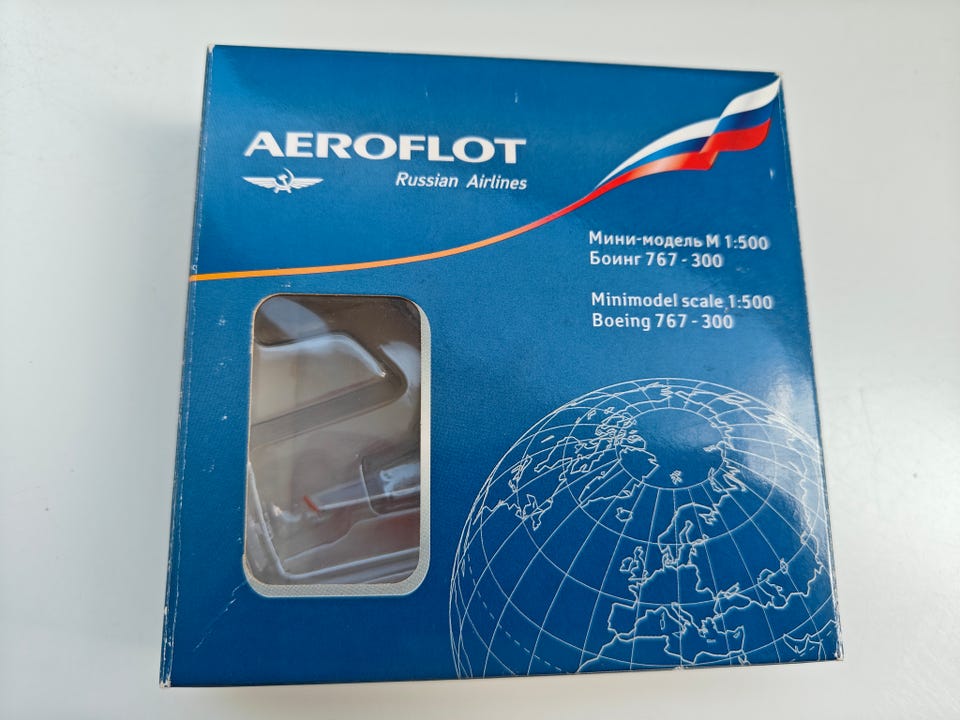 AEROFLOT
Russian Airlines
Мини-модель М 1:500
Боинг 767 - 300
Minimodel scale 1:500
Boeing 767 - 300